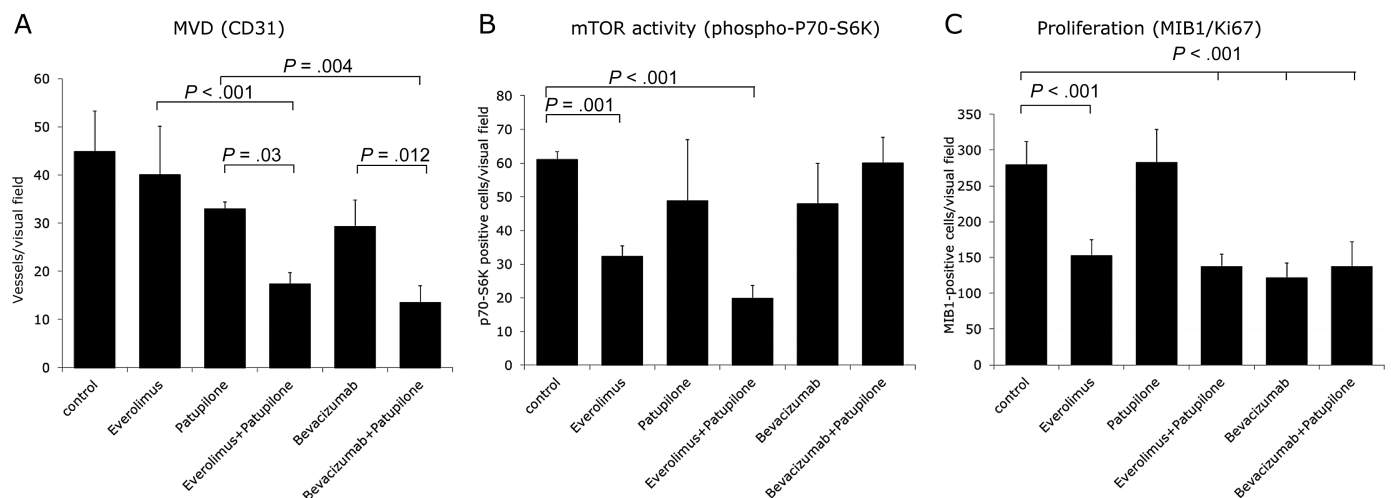 A
MVD (CD31)
P = .004
P < .001
P = .03
P = .012
Vessels/visual field
60
50
40
30
20
10
0
control
Everolimus
Patupilone
Everolimus+Patupilone
Bevacizumab
Bevacizumab+Patupilone
B
mTOR activity (phospho-P70-S6K)
P < .001
P = .001
p70-S6K positive cells/visual field
80
70
60
50
40
30
20
10
0
control
Everolimus
Patupilone
Everolimus+Patupilone
Bevacizumab
Bevacizumab+Patupilone
C
Proliferation (MIB1/Ki67)
P < .001
P < .001
MIB1-positive cells/visual field
350
300
250
200
150
100
50
0
control
Everolimus
Patupilone
Everolimus+Patupilone
Bevacizumab
Bevacizumab+Patupilone